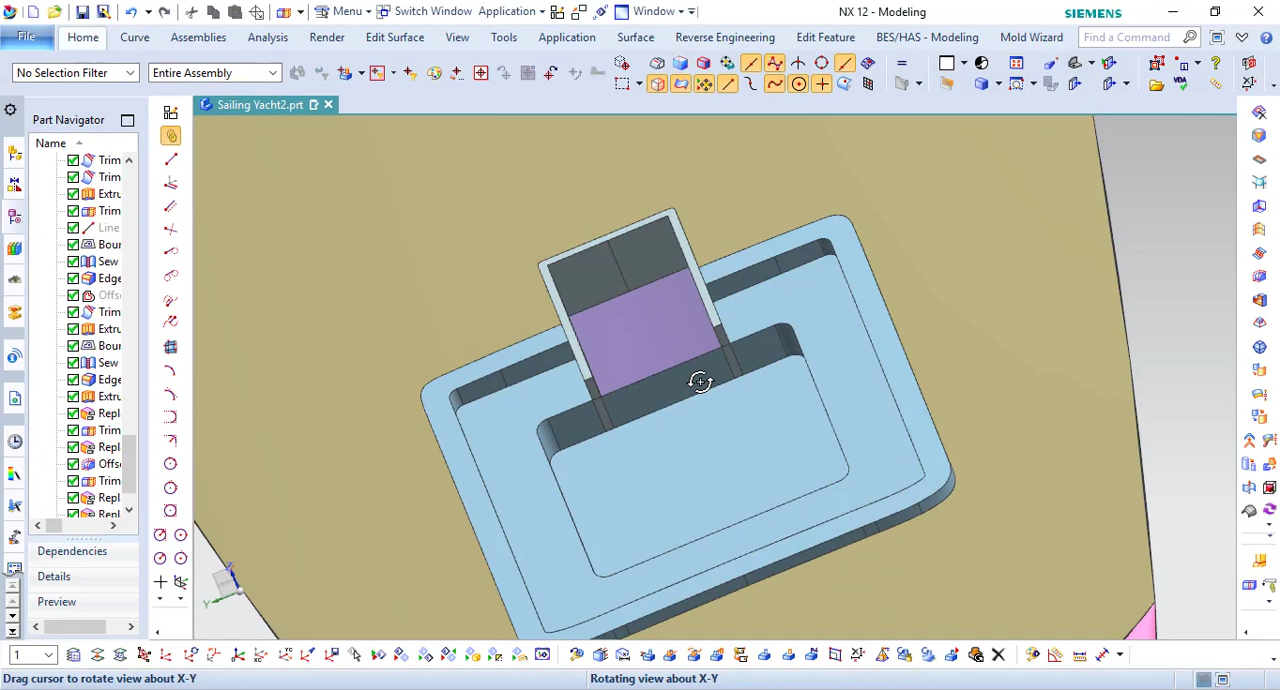 Menu
Switch Window
Application
Window
NX 12 - Modeling
SIEMENS
File
Home
Curve
Assemblies
Analysis
Render
Edit Surface
View
Tools
Application
Surface
Reverse Engineering
Edit Feature
BES/HAS - Modeling
Mold Wizard
Find a Command
No Selection Filter
Entire Assembly
Sailing Yacht2.prt
Part Navigator
Name
Trim
Trim
Extru
Trim
Line
Bour
Sew
Edge
Offs
Trim
Extru
Bour
Sew
Edge
Extru
Repl
Trim
Repl
Offs
Trim
Repl
Repl
Dependencies
Details
Preview
Z
Y
1
Drag cursor to rotate view about X-Y
Rotating view about X-Y